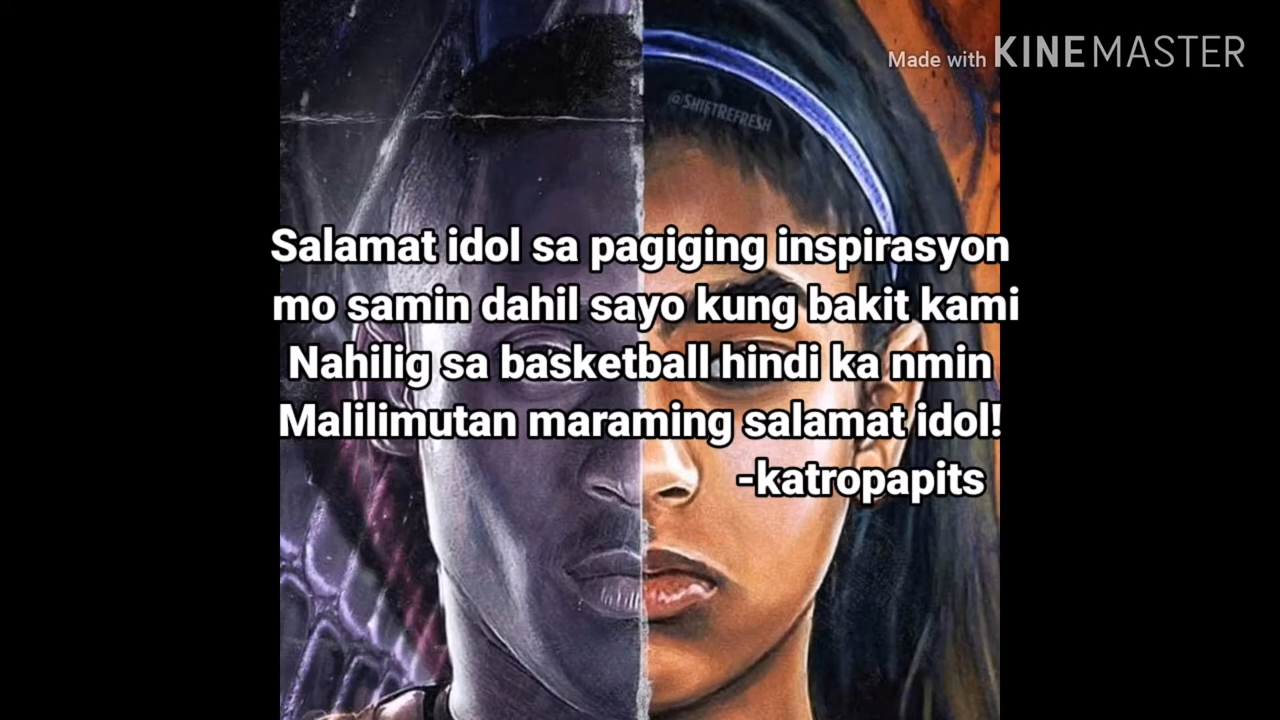 Made with KINEMASTER
@SHIFTREFRESH
Salamat idol sa pagiging inspirasyon
mo samin dahil sayo kung bakit kami
Nahilig sa basketball hindi ka nmin
Malilimutan maraming salamat idol!
-katropapits